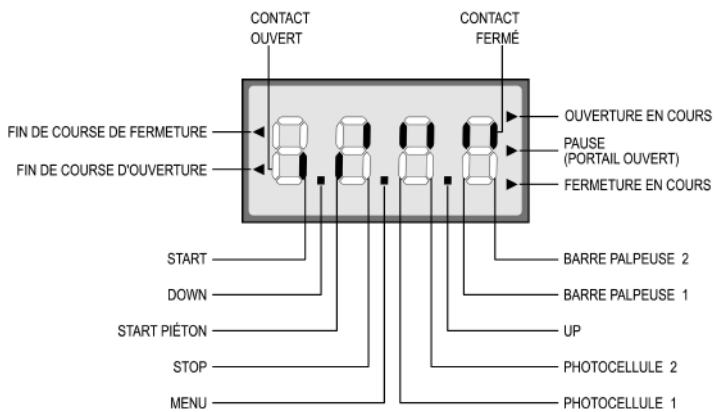 CONTACT
OUVERT
CONTACT
FERMÉ
FIN DE COURSE DE FERMETURE
FIN DE COURSE D'OUVERTURE
OUVERTURE EN COURS
PAUSE
(PORTAIL OUVERT)
FERMETURE EN COURS
START
DOWN
START PIÉTON
STOP
MENU
BARRE PALPEUSE 2
BARRE PALPEUSE 1
UP
PHOTOCELLULE 2
PHOTOCELLULE 1